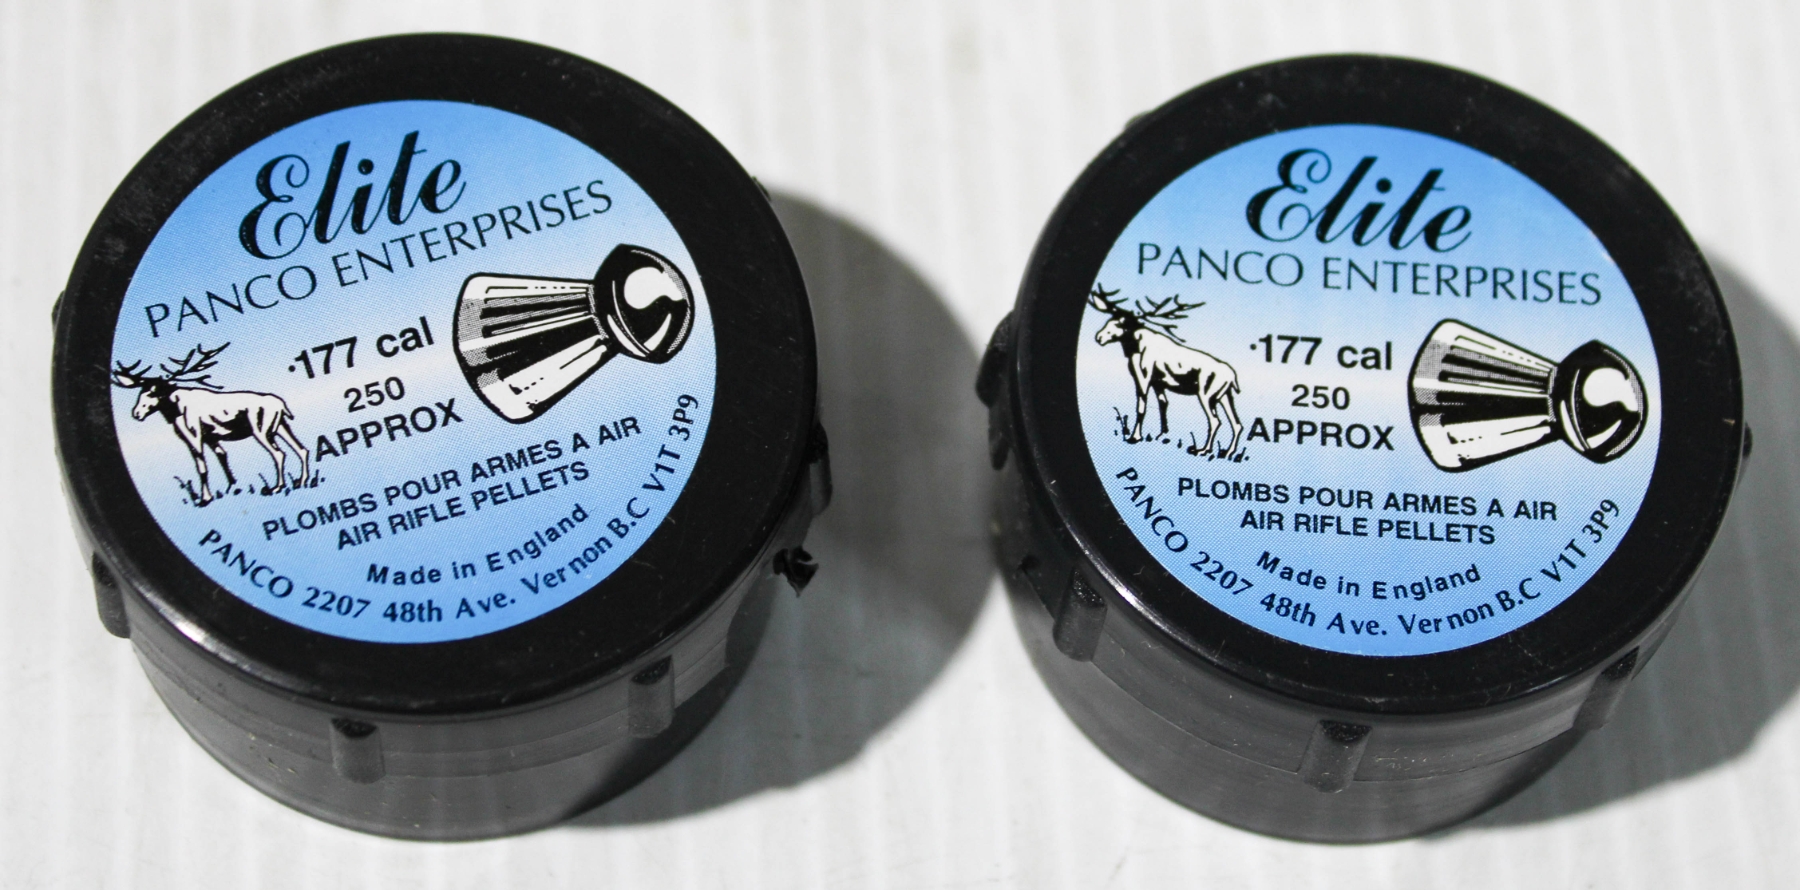 Elite
PANCO ENTERPRISES
.177 cal
250
APPROX
PLOMBS POUR ARMES A AIR
AIR RIFLE PELLETS
Made in England
PANCO 2207 48th Ave. Vernon B.C V1T 3P9
Elite
PANCO ENTERPRISES
.177 cal
250
APPROX
PLOMBS POUR ARMES A AIR
AIR RIFLE PELLETS
Made in England
PANCO 2207 48th Ave. Vernon B.C V1T 3P9